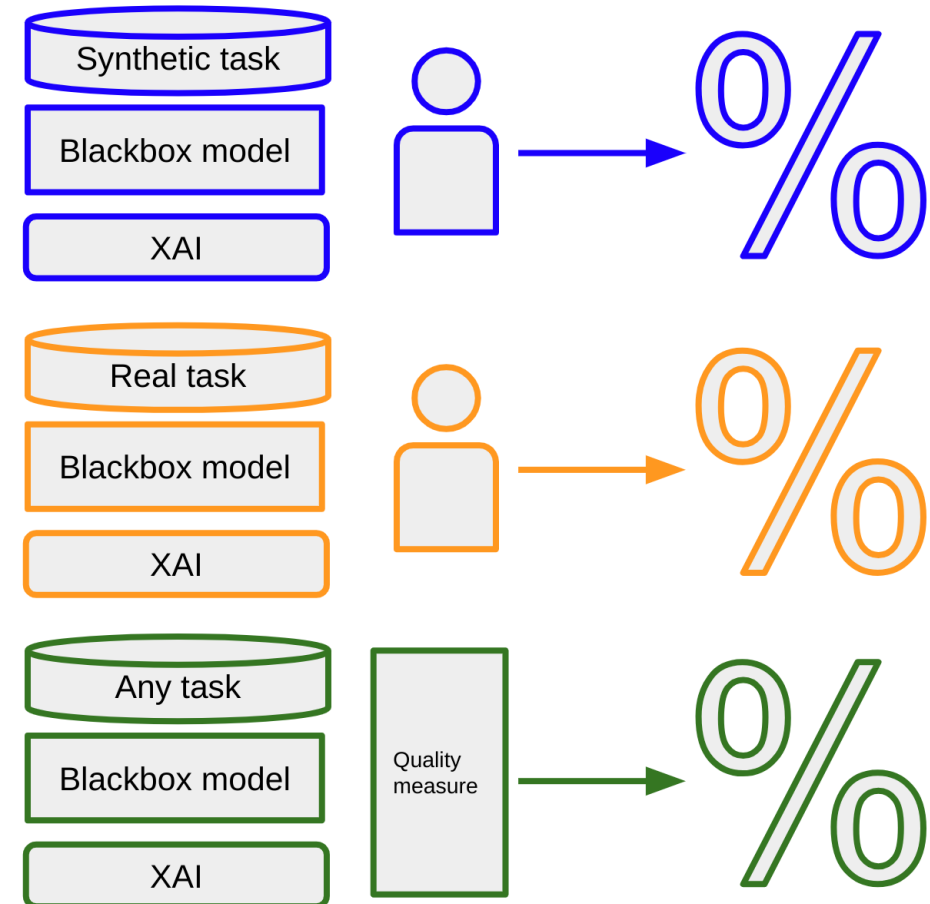 Synthetic task
Blackbox model
XAI
%
Real task
Blackbox model
XAI
%
Any task
Blackbox model
Quality
measure
XAI
%